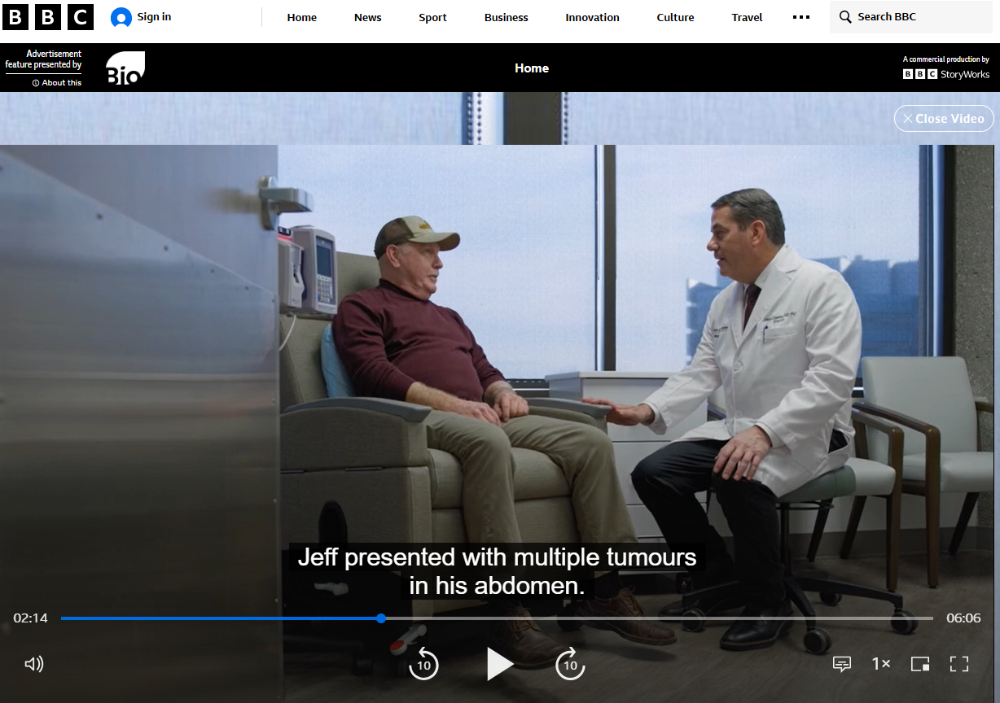 BBC
Sign in
Home
News
Sport
Business
Innovation
Culture
Travel
Search BBC
Advertisement
feature presented by
About this
Bio
Home
A commercial production by
BBC StoryWorks
Close Video
Jeff presented with multiple tumours
in his abdomen.
02:14
06:06
10
10
1×